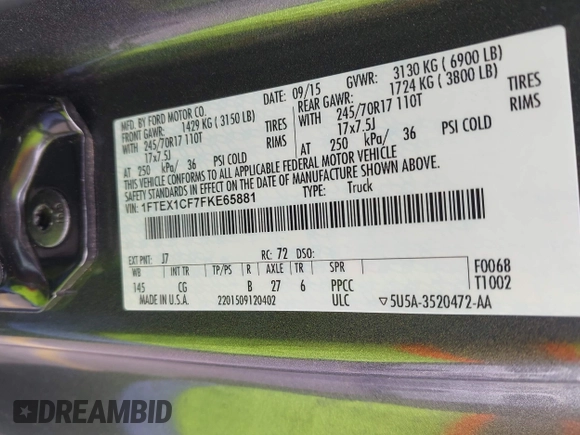 MFD. BY FORD MOTOR CO.
DATE: 09/15 GVWR: 3130 KG ( 6900 LB)
FRONT GAWR: 1429 KG ( 3150 LB)
REAR GAWR: 1724 KG ( 3800 LB)
WITH 245/70R17 110T TIRES
WITH 245/70R17 110T TIRES
17x7.5J RIMS
17x7.5J RIMS
AT 250 kPa/ 36 PSI COLD
AT 250 kPa/ 36 PSI COLD
THIS VEHICLE CONFORMS TO ALL APPLICABLE FEDERAL MOTOR VEHICLE
SAFETY STANDARDS IN EFFECT ON THE DATE OF MANUFACTURE SHOWN ABOVE.
VIN: 1FTEX1CF7FKE65881 TYPE: Truck
EXT PNT: J7 RC: 72 DSO:
WB INT TR TP/PS R AXLE TR SPR F0068
145 CG B 27 6 PPCC T1002
MADE IN U.S.A. 2201509120402 ULC ▽5U5A-3520472-AA
DREAMBID